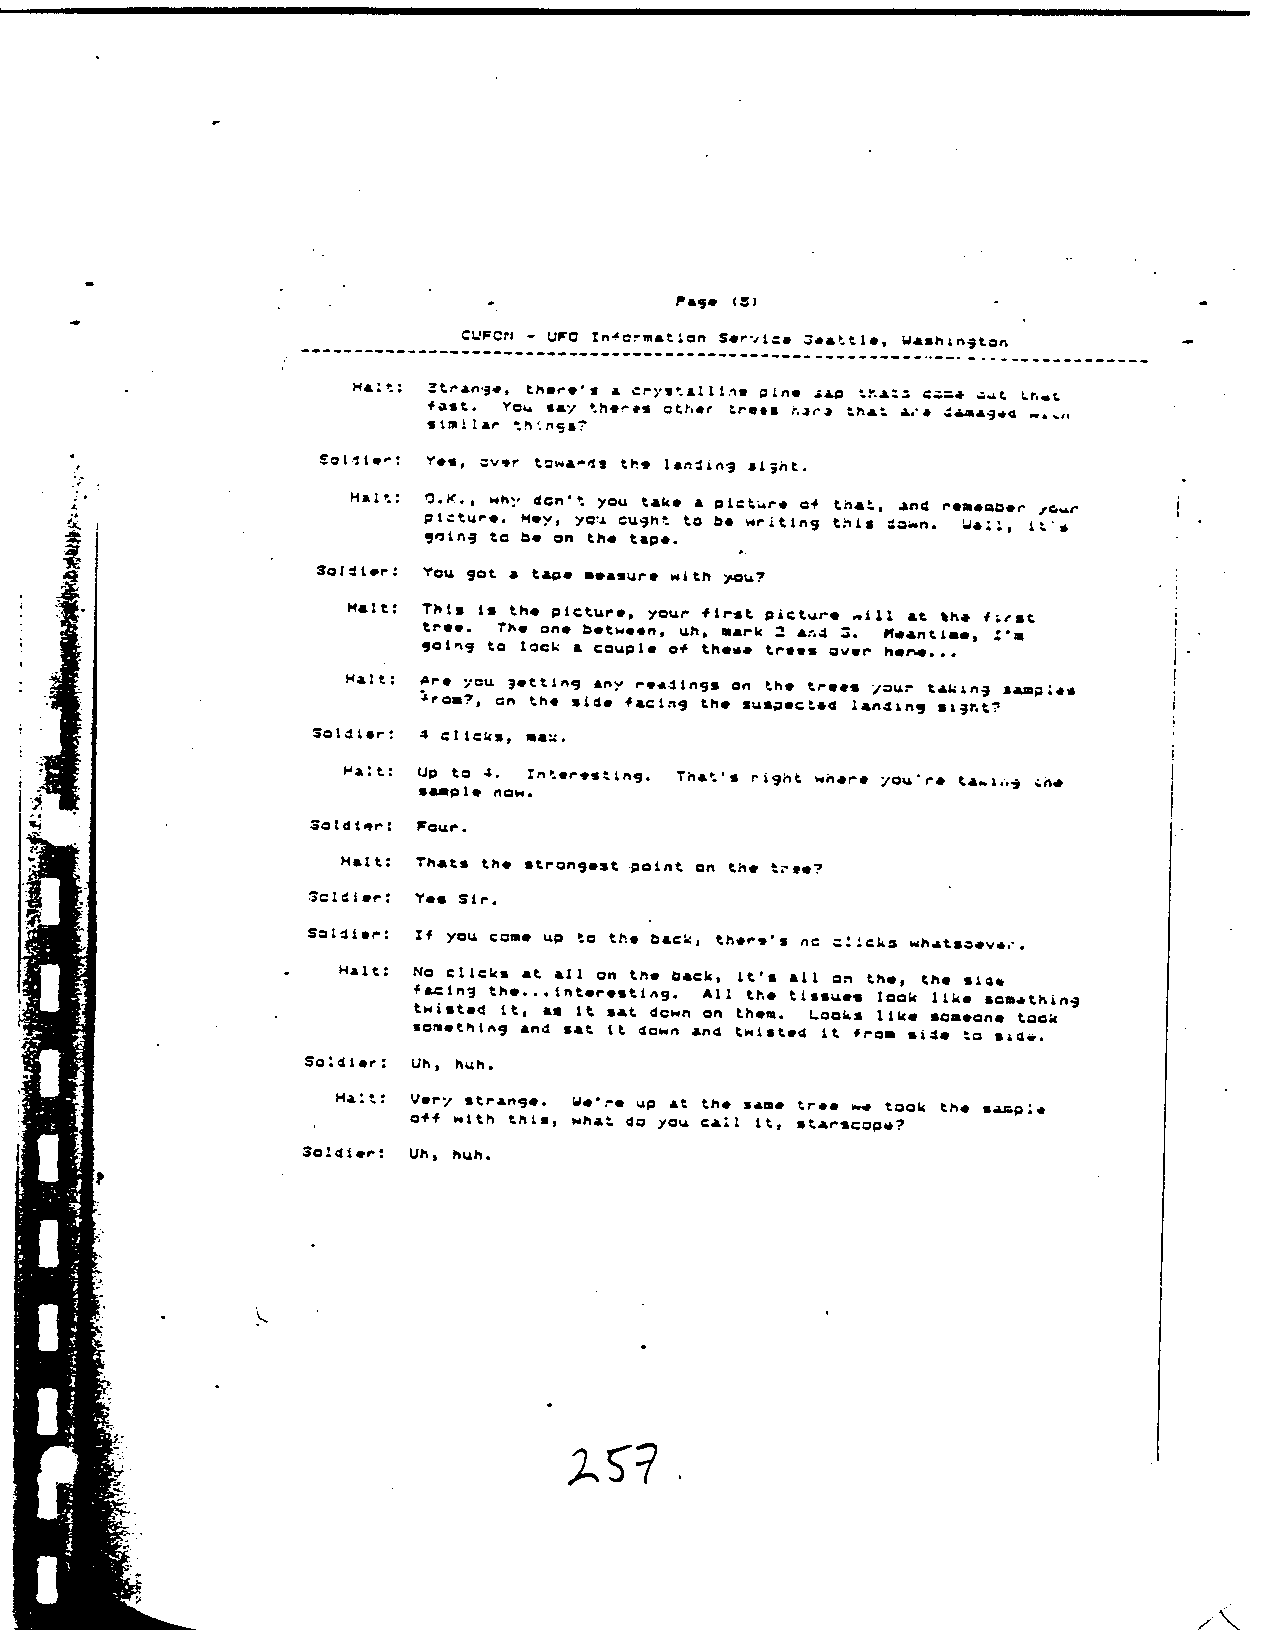 Page (5)
CUFON - UFO Information Service Seattle, Washington
--------------------------------------------------------------------------------
Halt: Strange, there's a crystalline pine sap thats come out that
fast. You say theres other trees here that are damaged with
similar things?
Soldier: Yes, over towards the landing sight.
Halt: O.K., why don't you take a picture of that, and remember your
picture. Hey, you ought to be writing this down. Well, it's
going to be on the tape.
Soldier: You got a tape measure with you?
Halt: This is the picture, your first picture will at the first
tree. The one between, uh, mark 2 and 3. Meantime, I'm
going to look a couple of these trees over here...
Halt: Are you getting any readings on the trees your taking samples
from?, on the side facing the suspected landing sight?
Soldier: 4 clicks, max.
Halt: Up to 4. Interesting. That's right where you're taking the
sample now.
Soldier: Four.
Halt: Thats the strongest point on the tree?
Soldier: Yes Sir.
Soldier: If you come up to the back, there's no clicks whatsoever.
Halt: No clicks at all on the back, it's all on the, the side
facing the...interesting. All the tissues look like something
twisted it, as it sat down on them. Looks like someone took
something and sat it down and twisted it from side to side.
Soldier: Uh, huh.
Halt: Very strange. We're up at the same tree we took the sample
off with this, what do you call it, starscope?
Soldier: Uh, huh.
257.